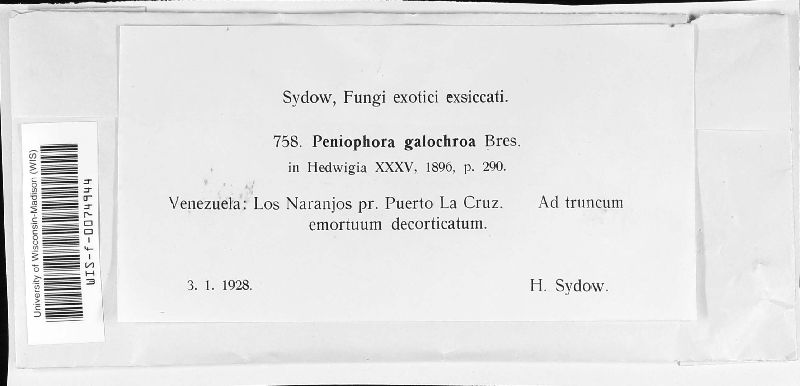 Sydow, Fungi exotici exsiccati.
758. Peniophora galochroa Bres.
in Hedwigia XXXV, 1896, p. 290.
Venezuela: Los Naranjos pr. Puerto La Cruz. Ad truncum
emortuum decorticatum.
3. 1. 1928. H. Sydow.
University of Wisconsin-Madison (WIS)
WIS-f-0074944